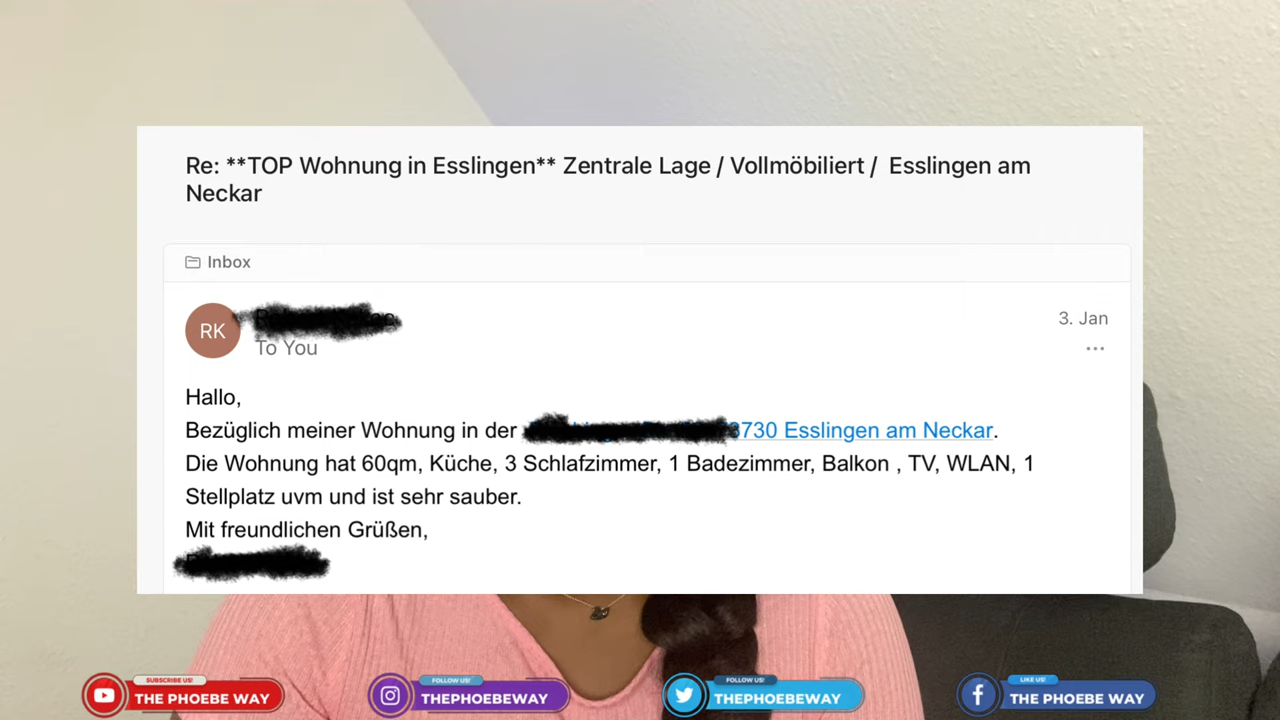 Re: **TOP Wohnung in Esslingen** Zentrale Lage / Vollmöbiliert / Esslingen am
Neckar
Inbox
RK
3. Jan
To You
Hallo,
Bezüglich meiner Wohnung in der 3730 Esslingen am Neckar.
Die Wohnung hat 60qm, Küche, 3 Schlafzimmer, 1 Badezimmer, Balkon , TV, WLAN, 1
Stellplatz uvm und ist sehr sauber.
Mit freundlichen Grüßen,
SUBSCRIBE US!
THE PHOEBE WAY
FOLLOW US!
THEPHOEBEWAY
FOLLOW US!
THEPHOEBEWAY
LIKE US!
THE PHOEBE WAY